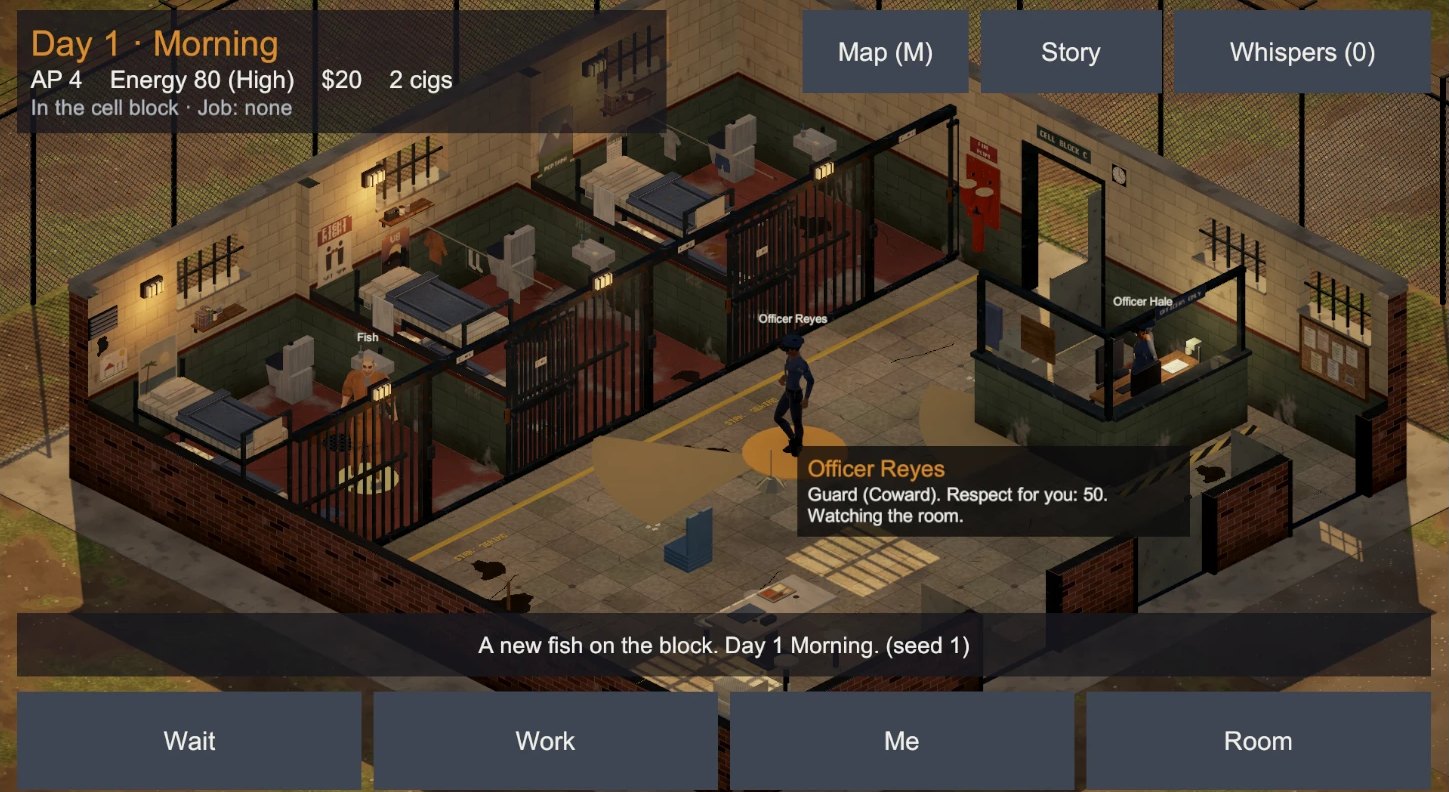 Day 1 · Morning
AP 4 Energy 80 (High) $20 2 cigs
In the cell block · Job: none
Map (M)
Story
Whispers (0)
CELL BLOCK C
Officer Hale
Officer Reyes
Fish
Officer Reyes
Guard (Coward). Respect for you: 50.
Watching the room.
A new fish on the block. Day 1 Morning. (seed 1)
Wait
Work
Me
Room